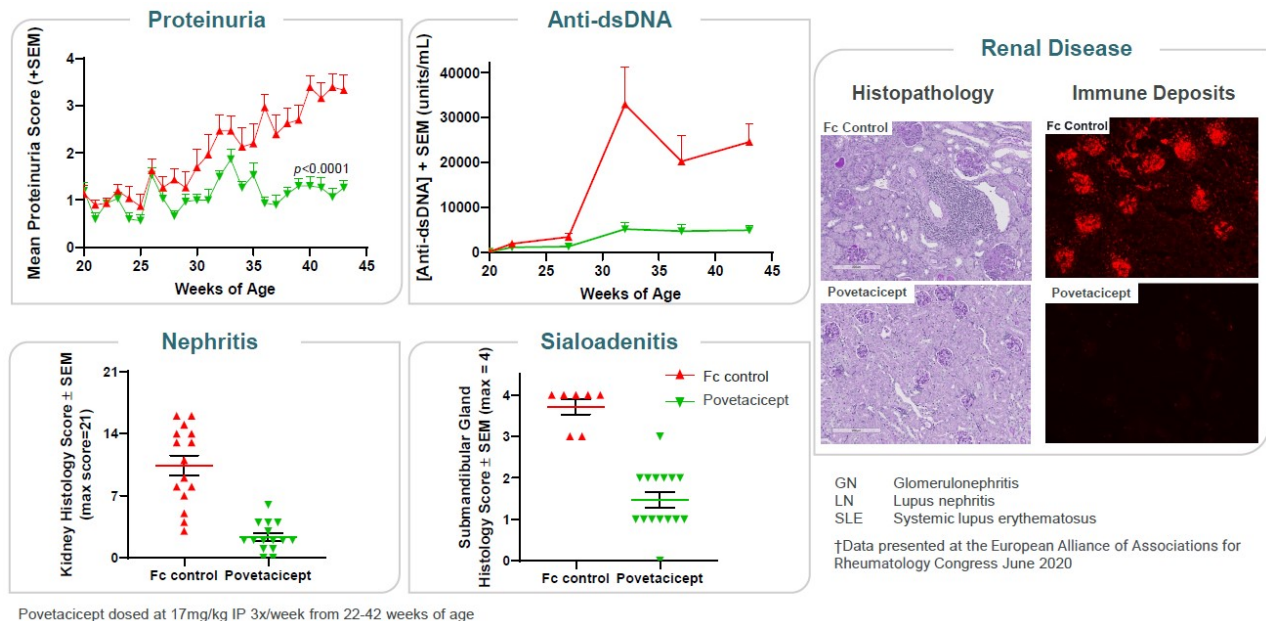 Proteinuria
Mean Proteinuria Score (+SEM)
4
3
2
1
0
p<0.0001
20 25 30 35 40 45
Weeks of Age
Anti-dsDNA
[Anti-dsDNA] + SEM (units/mL)
40000
30000
20000
10000
0
20 25 30 35 40 45
Weeks of Age
Nephritis
Kidney Histology Score ± SEM
(max score=21)
21
14
7
0
Fc control Povetacicept
Sialoadenitis
Submandibular Gland
Histology Score ± SEM (max = 4)
4
3
2
1
0
Fc control
Povetacicept
Fc control Povetacicept
Renal Disease
Histopathology Immune Deposits
Fc Control Fc Control
Povetacicept Povetacicept
GN Glomerulonephritis
LN Lupus nephritis
SLE Systemic lupus erythematosus
†Data presented at the European Alliance of Associations for
Rheumatology Congress June 2020
Povetacicept dosed at 17mg/kg IP 3x/week from 22-42 weeks of age